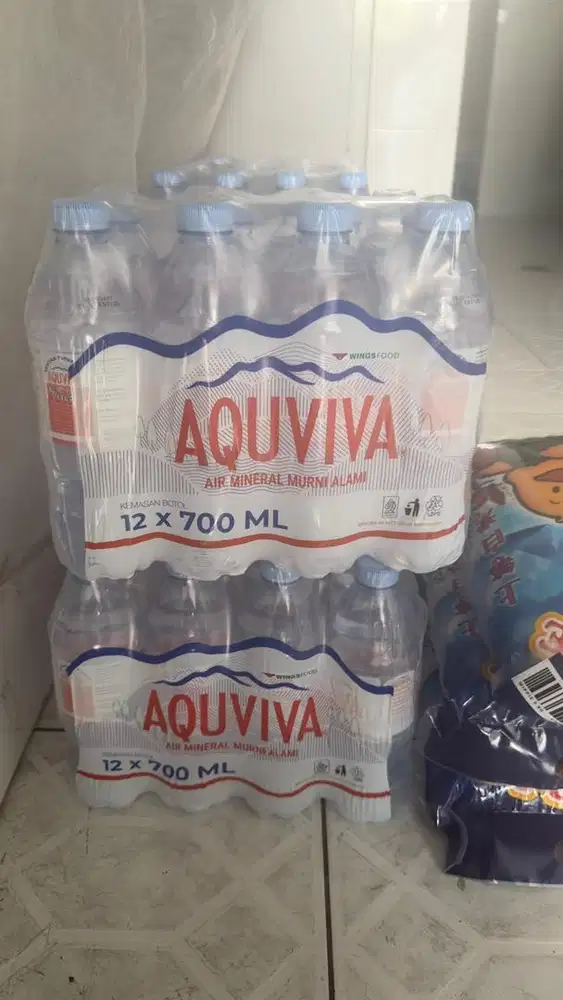 WINGSFOOD
AQUVIVA
AIR MINERAL MURNI ALAMI
KEMASAN BOTOL
12 x 700 ML
WINGSFOOD
AQUVIVA
AIR MINERAL MURNI ALAMI
12 x 700 ML